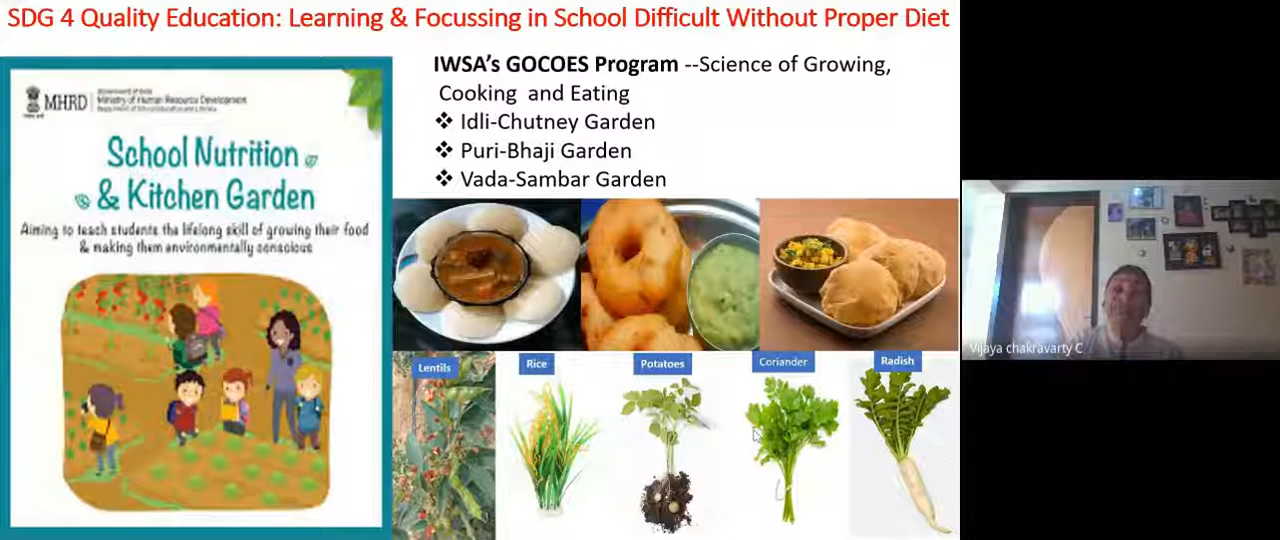 SDG 4 Quality Education: Learning & Focussing in School Difficult Without Proper Diet
MHRD
Government of India
Ministry of Human Resource Development
School Nutrition
& Kitchen Garden
Aiming to teach students the lifelong skill of growing their food
& making them environmentally conscious
IWSA's GOCOES Program --Science of Growing,
Cooking and Eating
❖ Idli-Chutney Garden
❖ Puri-Bhaji Garden
❖ Vada-Sambar Garden
Lentils
Rice
Potatoes
Coriander
Radish
Vijaya chakravarty C